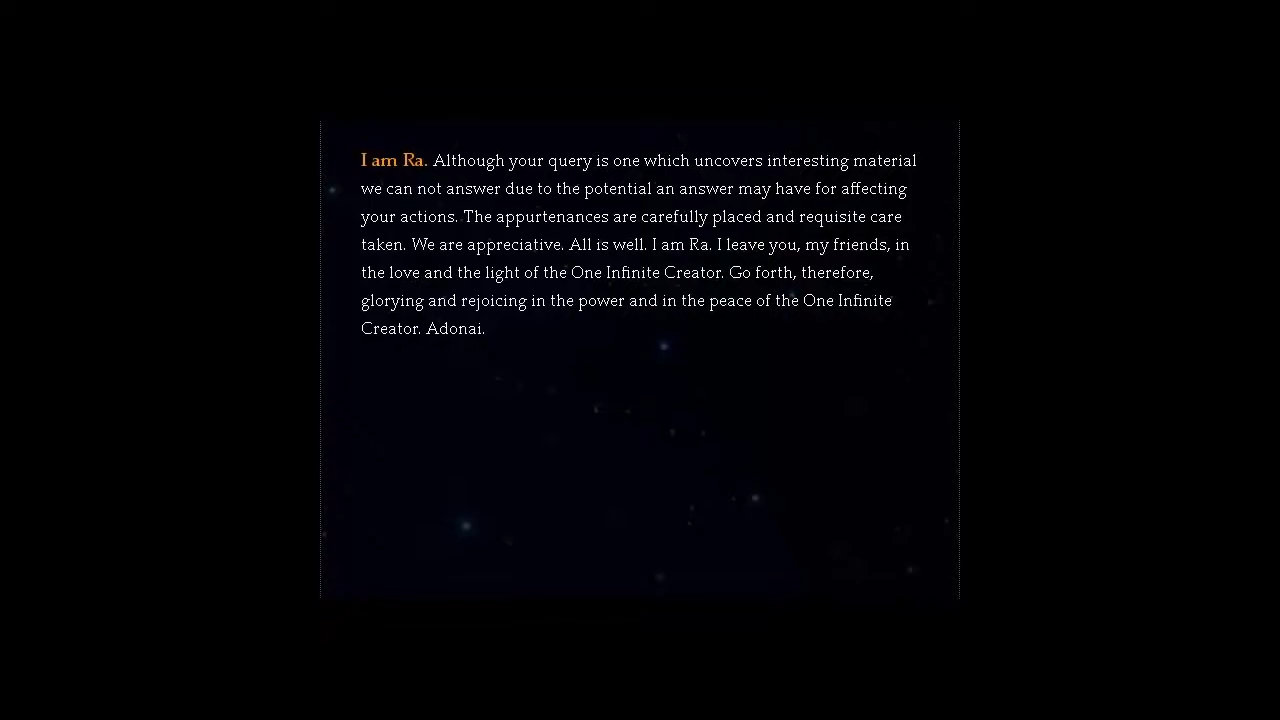 I am Ra. Although your query is one which uncovers interesting material
we can not answer due to the potential an answer may have for affecting
your actions. The appurtenances are carefully placed and requisite care
taken. We are appreciative. All is well. I am Ra. I leave you, my friends, in
the love and the light of the One Infinite Creator. Go forth, therefore,
glorying and rejoicing in the power and in the peace of the One Infinite
Creator. Adonai.